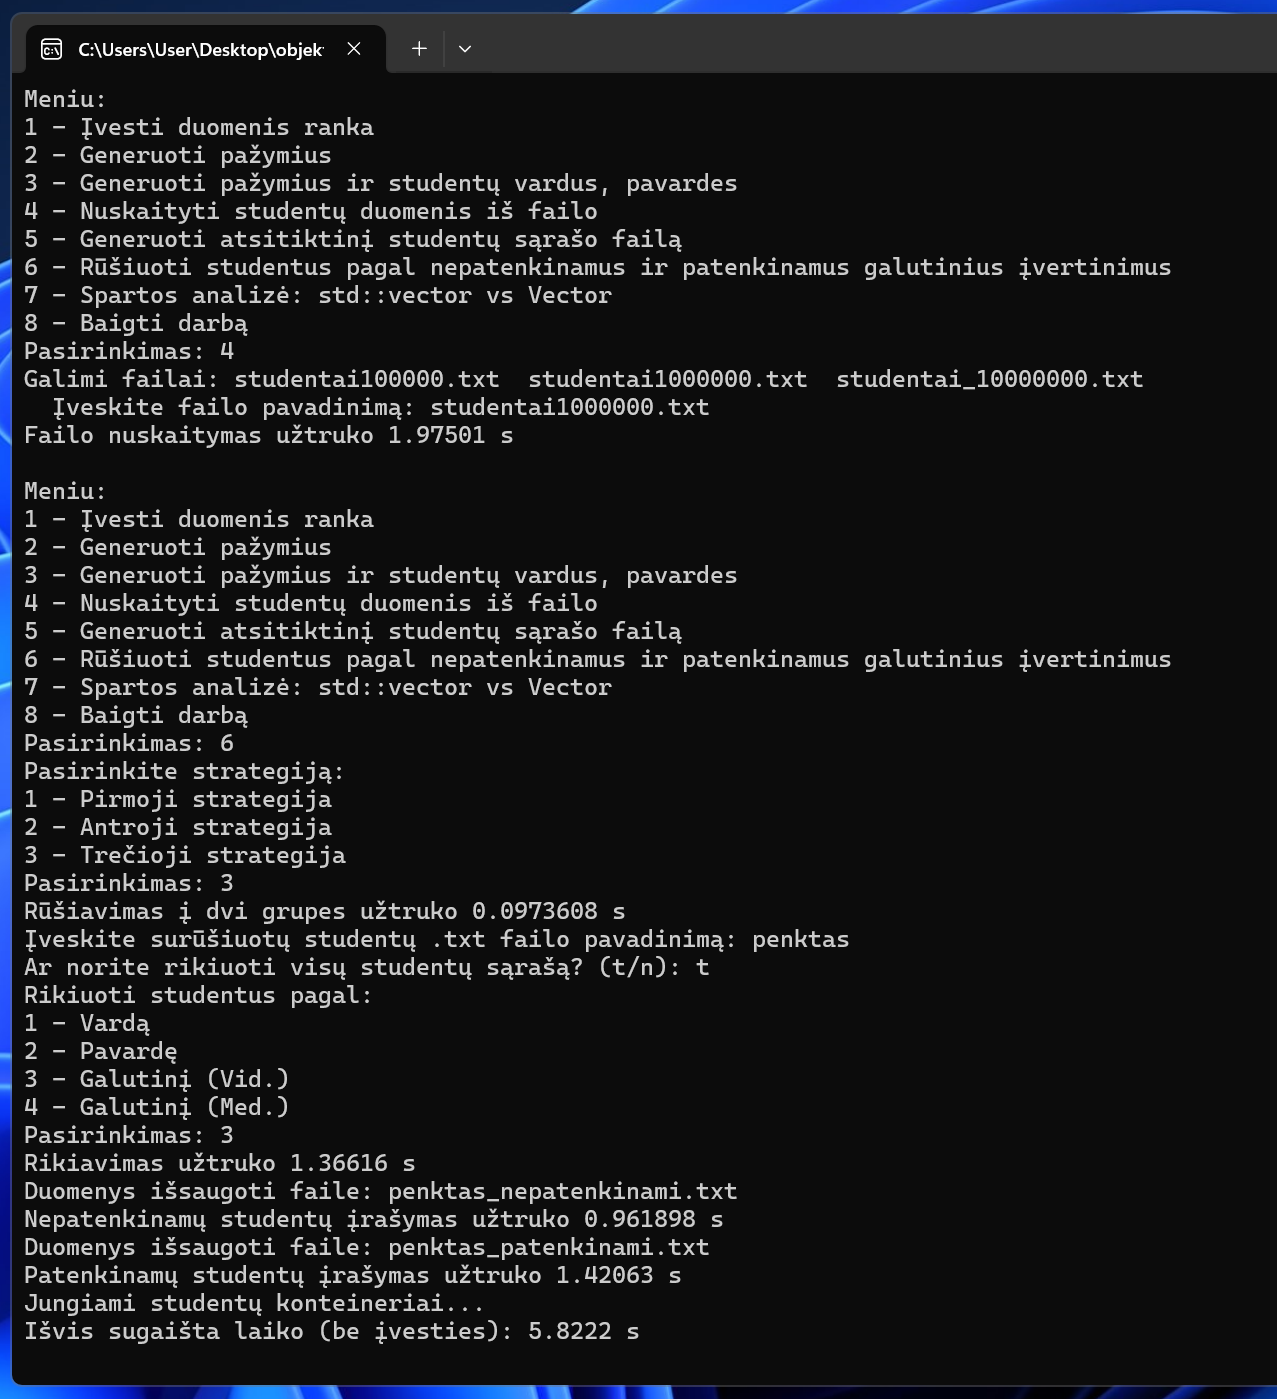 C:\Users\User\Desktop\objek
Meniu:
1 - Įvesti duomenis ranka
2 - Generuoti pažymius
3 - Generuoti pažymius ir studentų vardus, pavardes
4 - Nuskaityti studentų duomenis iš failo
5 - Generuoti atsitiktinį studentų sąrašo failą
6 - Rūšiuoti studentus pagal nepatenkinamus ir patenkinamus galutinius įvertinimus
7 - Spartos analizė: std::vector vs Vector
8 - Baigti darbą
Pasirinkimas: 4
Galimi failai: studentai100000.txt  studentai1000000.txt  studentai_10000000.txt
Įveskite failo pavadinimą: studentai1000000.txt
Failo nuskaitymas užtruko 1.97501 s
Meniu:
1 - Įvesti duomenis ranka
2 - Generuoti pažymius
3 - Generuoti pažymius ir studentų vardus, pavardes
4 - Nuskaityti studentų duomenis iš failo
5 - Generuoti atsitiktinį studentų sąrašo failą
6 - Rūšiuoti studentus pagal nepatenkinamus ir patenkinamus galutinius įvertinimus
7 - Spartos analizė: std::vector vs Vector
8 - Baigti darbą
Pasirinkimas: 6
Pasirinkite strategiją:
1 - Pirmoji strategija
2 - Antroji strategija
3 - Trečioji strategija
Pasirinkimas: 3
Rūšiavimas į dvi grupes užtruko 0.0973608 s
Įveskite surūšiuotų studentų .txt failo pavadinimą: penktas
Ar norite rikiuoti visų studentų sąrašą? (t/n): t
Rikiuoti studentus pagal:
1 - Vardą
2 - Pavardę
3 - Galutinį (Vid.)
4 - Galutinį (Med.)
Pasirinkimas: 3
Rikiavimas užtruko 1.36616 s
Duomenys išsaugoti faile: penktas_nepatenkinami.txt
Nepatenkinamų studentų įrašymas užtruko 0.961898 s
Duomenys išsaugoti faile: penktas_patenkinami.txt
Patenkinamų studentų įrašymas užtruko 1.42063 s
Jungiami studentų konteineriai...
Išvis sugaišta laiko (be įvesties): 5.8222 s